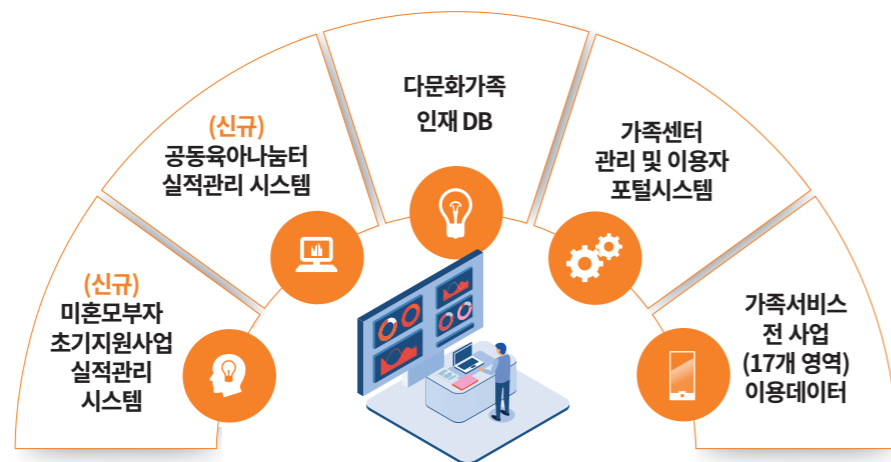 (신규)
미혼모부자
초기지원사업
실적관리
시스템
(신규)
공동육아나눔터
실적관리 시스템
다문화가족
인재 DB
가족센터
관리 및 이용자
포털시스템
가족서비스
전 사업
(17개 영역)
이용데이터